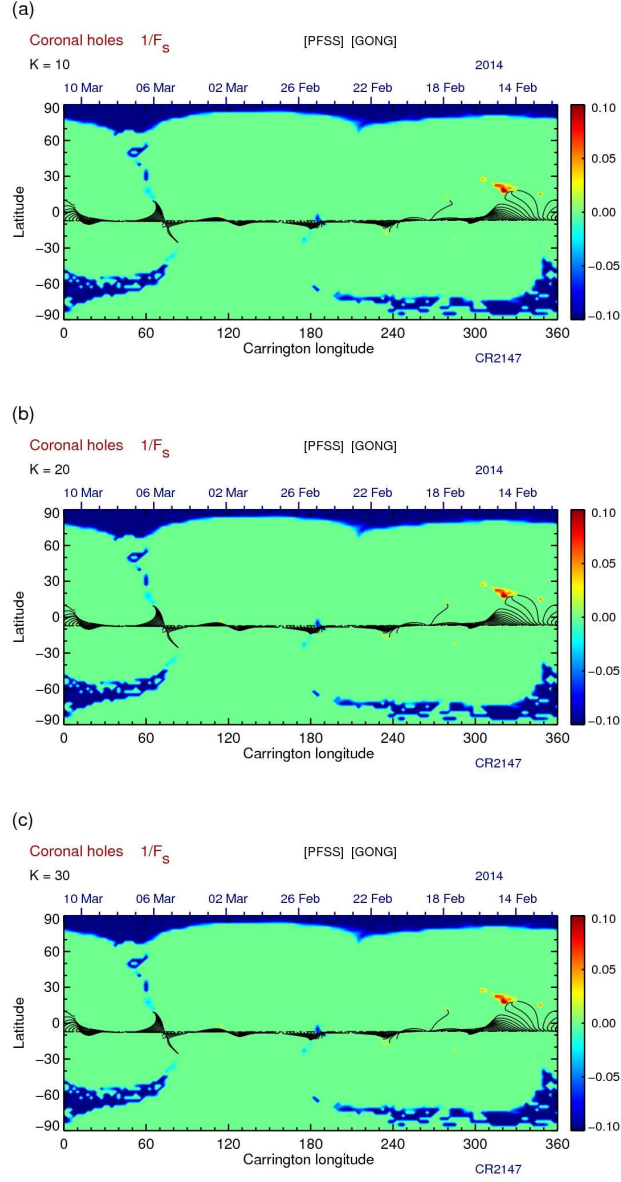 (a)
Coronal holes 1/Fs [PFSS] [GONG]
K = 10 2014
10 Mar 06 Mar 02 Mar 26 Feb 22 Feb 18 Feb 14 Feb
90
60
30
0
−30
−60
−90
Latitude
0.10
0.05
0.00
−0.05
−0.10
0 60 120 180 240 300 360
Carrington longitude
CR2147
(b)
Coronal holes 1/Fs [PFSS] [GONG]
K = 20 2014
10 Mar 06 Mar 02 Mar 26 Feb 22 Feb 18 Feb 14 Feb
90
60
30
0
−30
−60
−90
Latitude
0.10
0.05
0.00
−0.05
−0.10
0 60 120 180 240 300 360
Carrington longitude
CR2147
(c)
Coronal holes 1/Fs [PFSS] [GONG]
K = 30 2014
10 Mar 06 Mar 02 Mar 26 Feb 22 Feb 18 Feb 14 Feb
90
60
30
0
−30
−60
−90
Latitude
0.10
0.05
0.00
−0.05
−0.10
0 60 120 180 240 300 360
Carrington longitude
CR2147